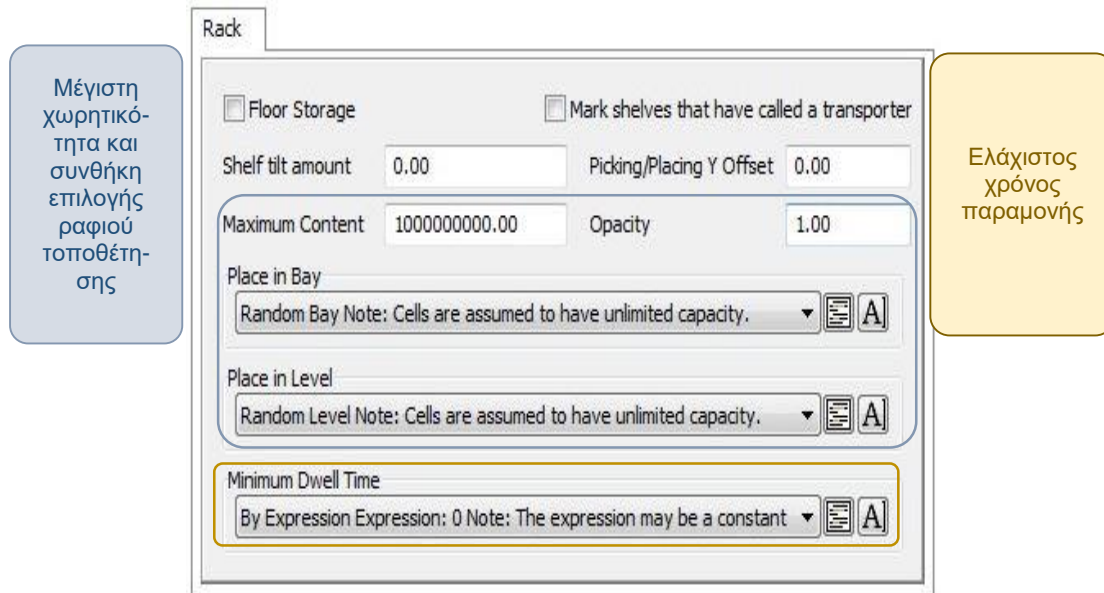 Rack
Μέγιστη
χωρητικό-
τητα και
συνθήκη
επιλογής
ραφιού
τοποθέτη-
σης
Floor Storage
Mark shelves that have called a transporter
Shelf tilt amount 0.00 Picking/Placing Y Offset 0.00
Maximum Content 1000000000.00 Opacity 1.00
Place in Bay
Random Bay Note: Cells are assumed to have unlimited capacity.
A
Place in Level
Random Level Note: Cells are assumed to have unlimited capacity.
A
Minimum Dwell Time
By Expression Expression: 0 Note: The expression may be a constant
A
Ελάχιστος
χρόνος
παραμονής